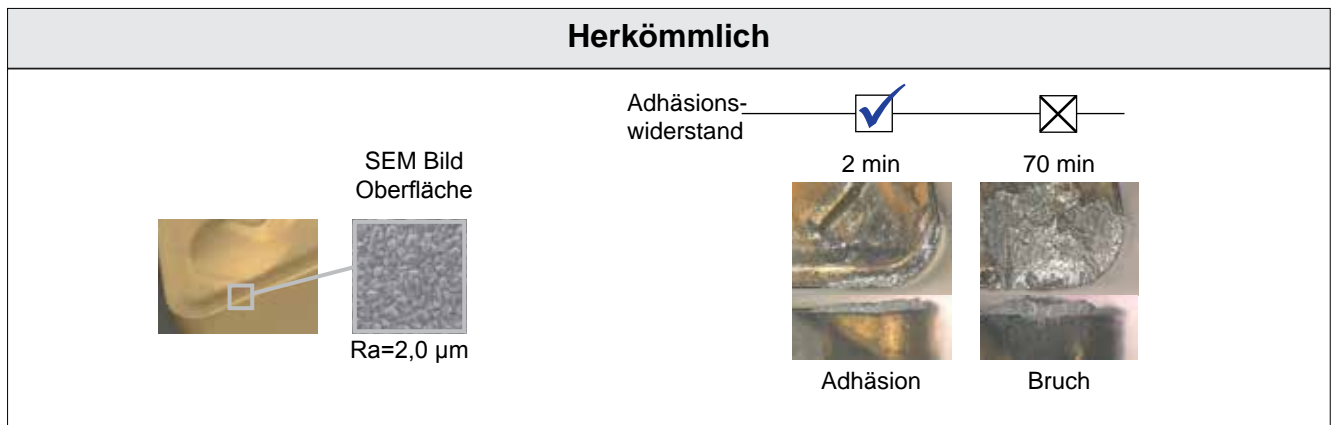 Herkömmlich
Adhäsions-
widerstand
2 min
70 min
SEM Bild
Oberfläche
Ra=2,0 µm
Adhäsion
Bruch